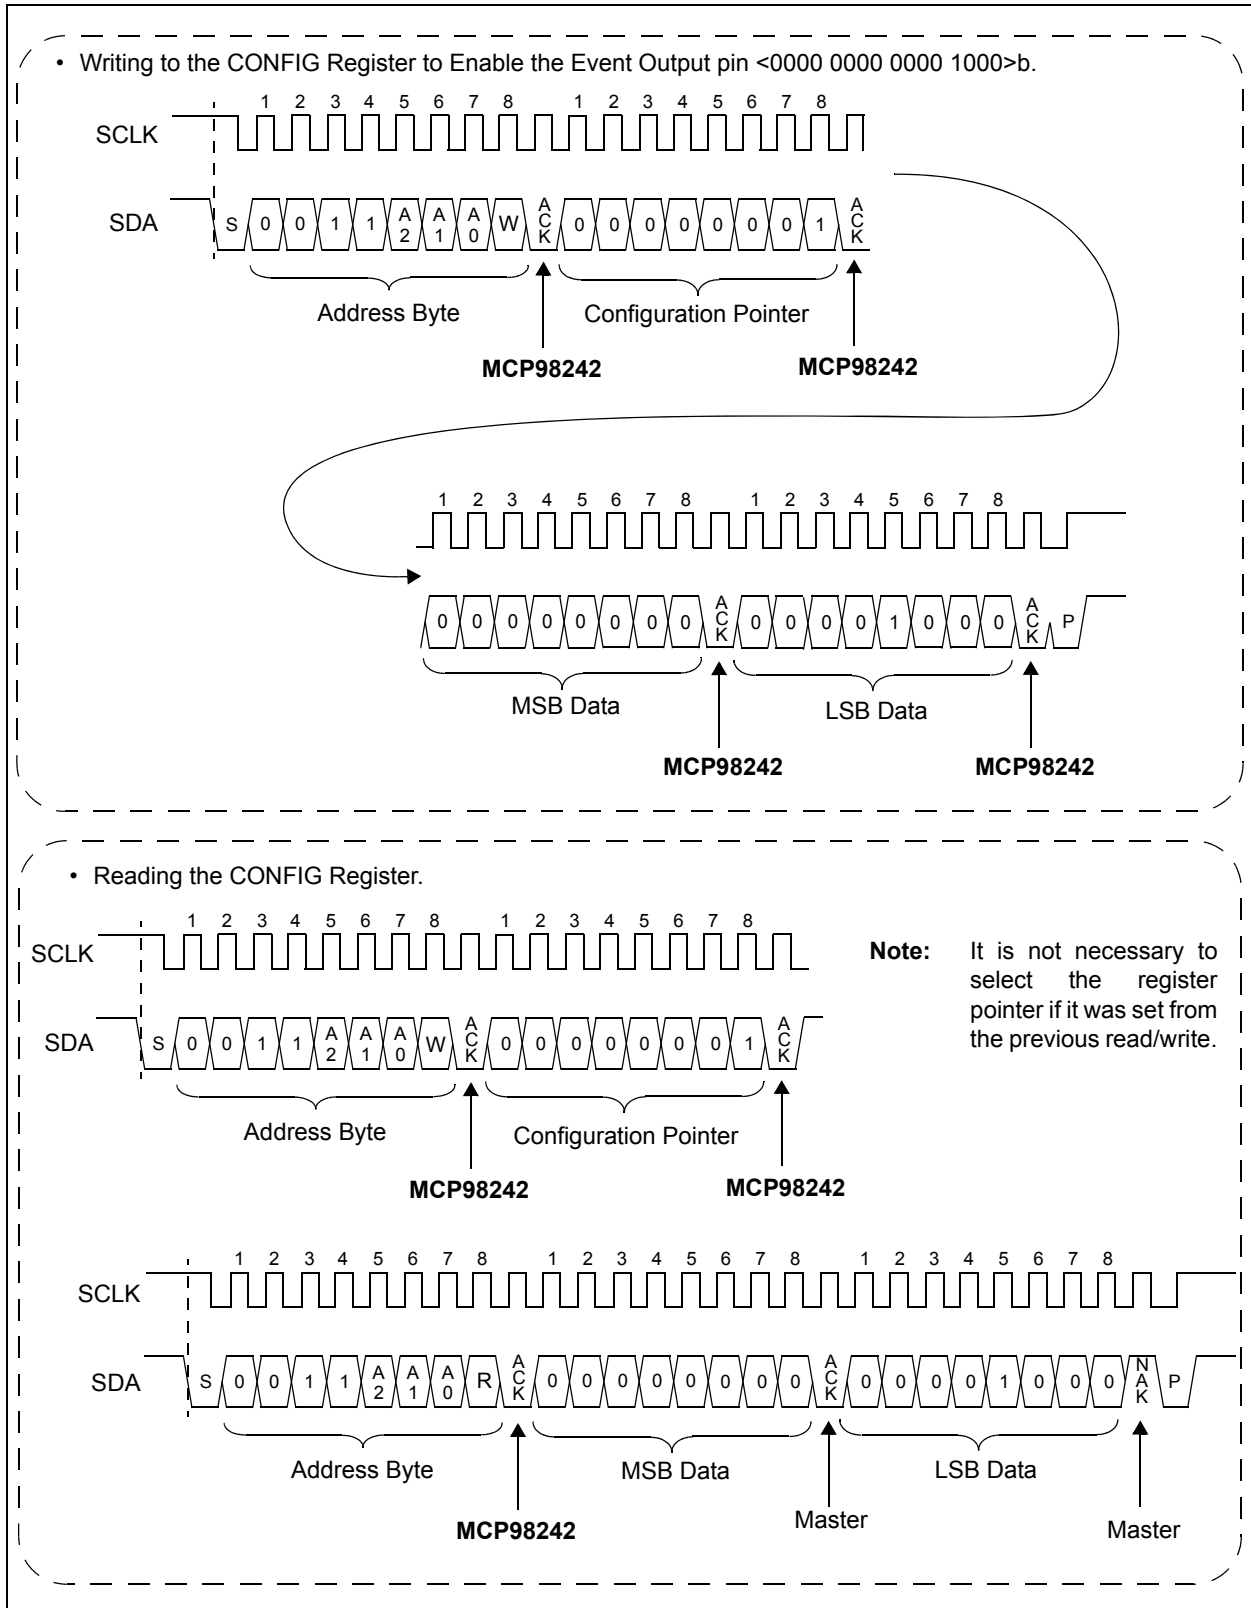 • Writing to the CONFIG Register to Enable the Event Output pin <0000 0000 0000 1000>b.
1 2 3 4 5 6 7 8 1 2 3 4 5 6 7 8
SCLK
SDA S 0 0 1 1 A2 A1 A0 W ACK 0 0 0 0 0 0 0 1 ACK
Address Byte Configuration Pointer
MCP98242 MCP98242
1 2 3 4 5 6 7 8 1 2 3 4 5 6 7 8
0 0 0 0 0 0 0 0 ACK 0 0 0 0 1 0 0 0 ACK P
MSB Data LSB Data
MCP98242 MCP98242
• Reading the CONFIG Register.
1 2 3 4 5 6 7 8 1 2 3 4 5 6 7 8
SCLK
SDA S 0 0 1 1 A2 A1 A0 W ACK 0 0 0 0 0 0 0 1 ACK
Address Byte Configuration Pointer
MCP98242 MCP98242
Note: It is not necessary to
select the register
pointer if it was set from
the previous read/write.
1 2 3 4 5 6 7 8 1 2 3 4 5 6 7 8 1 2 3 4 5 6 7 8
SCLK
SDA S 0 0 1 1 A2 A1 A0 R ACK 0 0 0 0 0 0 0 0 ACK 0 0 0 0 1 0 0 0 NAK P
Address Byte MSB Data LSB Data
MCP98242 Master Master